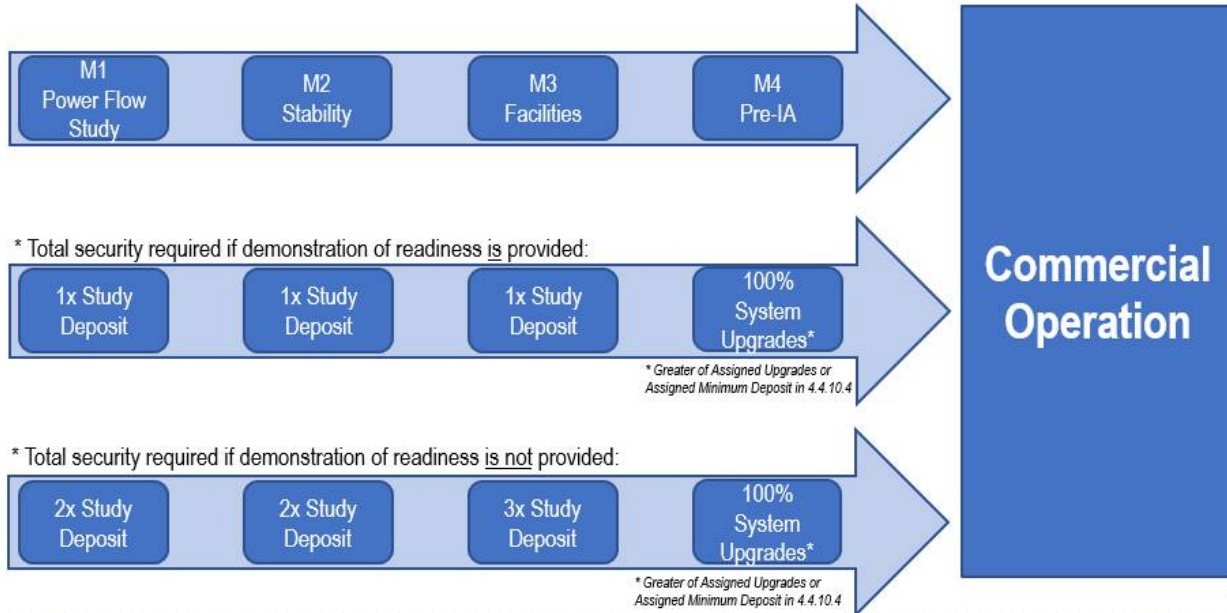 M1
Power Flow
Study
M2
Stability
M3
Facilities
M4
Pre-IA
* Total security required if demonstration of readiness is provided:
1x Study
Deposit
1x Study
Deposit
1x Study
Deposit
100%
System
Upgrades*
* Greater of Assigned Upgrades or
Assigned Minimum Deposit in 4.4.10.4
* Total security required if demonstration of readiness is not provided:
2x Study
Deposit
2x Study
Deposit
3x Study
Deposit
100%
System
Upgrades*
* Greater of Assigned Upgrades or
Assigned Minimum Deposit in 4.4.10.4
Commercial
Operation